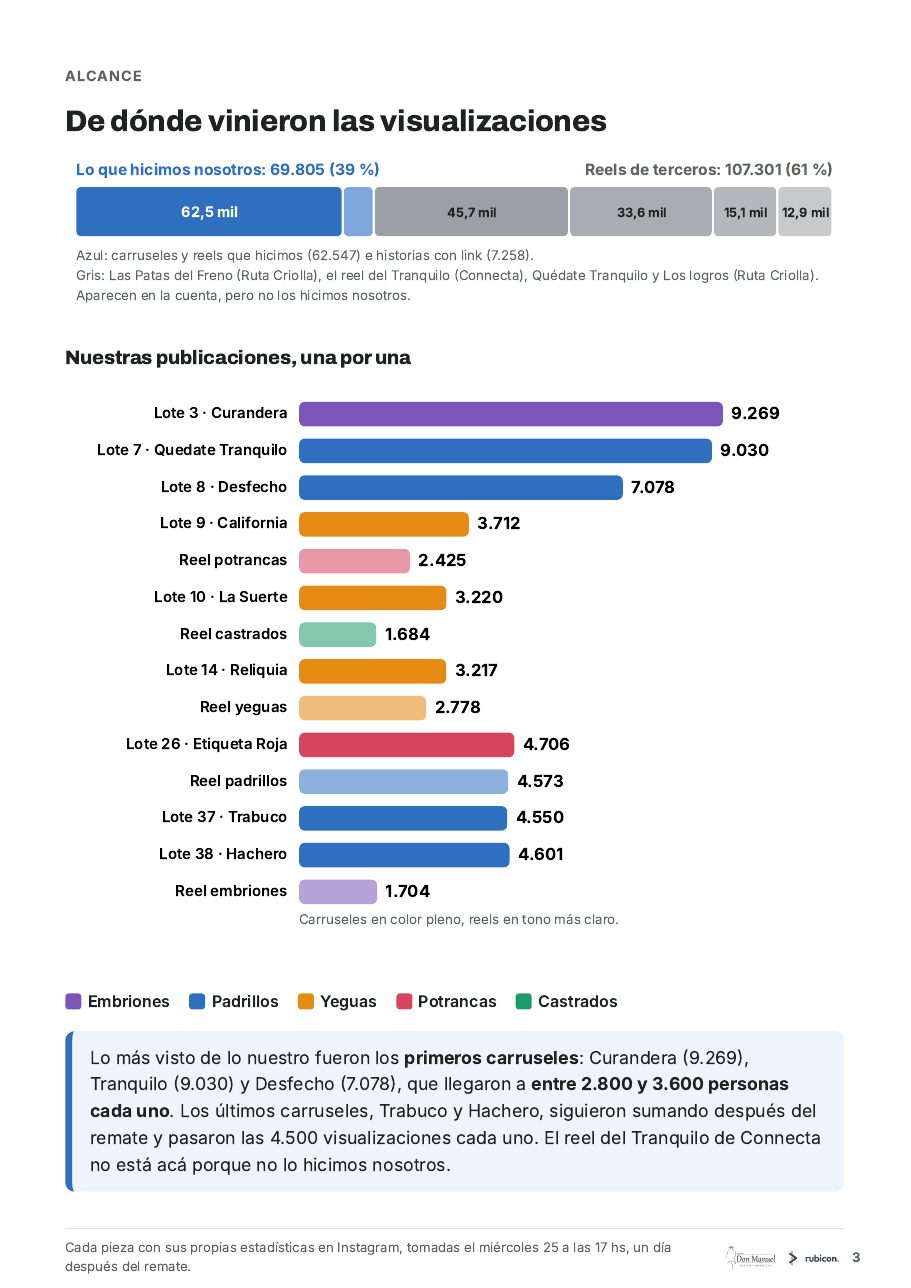 ALCANCE
De dónde vinieron las visualizaciones
Lo que hicimos nosotros: 69.805 (39 %)
Reels de terceros: 107.301 (61 %)
62,5 mil
45,7 mil
33,6 mil
15,1 mil
12,9 mil
Azul: carruseles y reels que hicimos (62.547) e historias con link (7.258).
Gris: Las Patas del Freno (Ruta Criolla), el reel del Tranquilo (Connecta), Quédate Tranquilo y Los logros (Ruta Criolla).
Aparecen en la cuenta, pero no los hicimos nosotros.
Nuestras publicaciones, una por una
Lote 3 · Curandera 9.269
Lote 7 · Quedate Tranquilo 9.030
Lote 8 · Desfecho 7.078
Lote 9 · California 3.712
Reel potrancas 2.425
Lote 10 · La Suerte 3.220
Reel castrados 1.684
Lote 14 · Reliquia 3.217
Reel yeguas 2.778
Lote 26 · Etiqueta Roja 4.706
Reel padrillos 4.573
Lote 37 · Trabuco 4.550
Lote 38 · Hachero 4.601
Reel embriones 1.704
Carruseles en color pleno, reels en tono más claro.
Embriones Padrillos Yeguas Potrancas Castrados
Lo más visto de lo nuestro fueron los primeros carruseles: Curandera (9.269),
Tranquilo (9.030) y Desfecho (7.078), que llegaron a entre 2.800 y 3.600 personas
cada uno. Los últimos carruseles, Trabuco y Hachero, siguieron sumando después del
remate y pasaron las 4.500 visualizaciones cada uno. El reel del Tranquilo de Connecta
no está acá porque no lo hicimos nosotros.
Cada pieza con sus propias estadísticas en Instagram, tomadas el miércoles 25 a las 17 hs, un día
después del remate.
Don Manuel
rubicon.
3